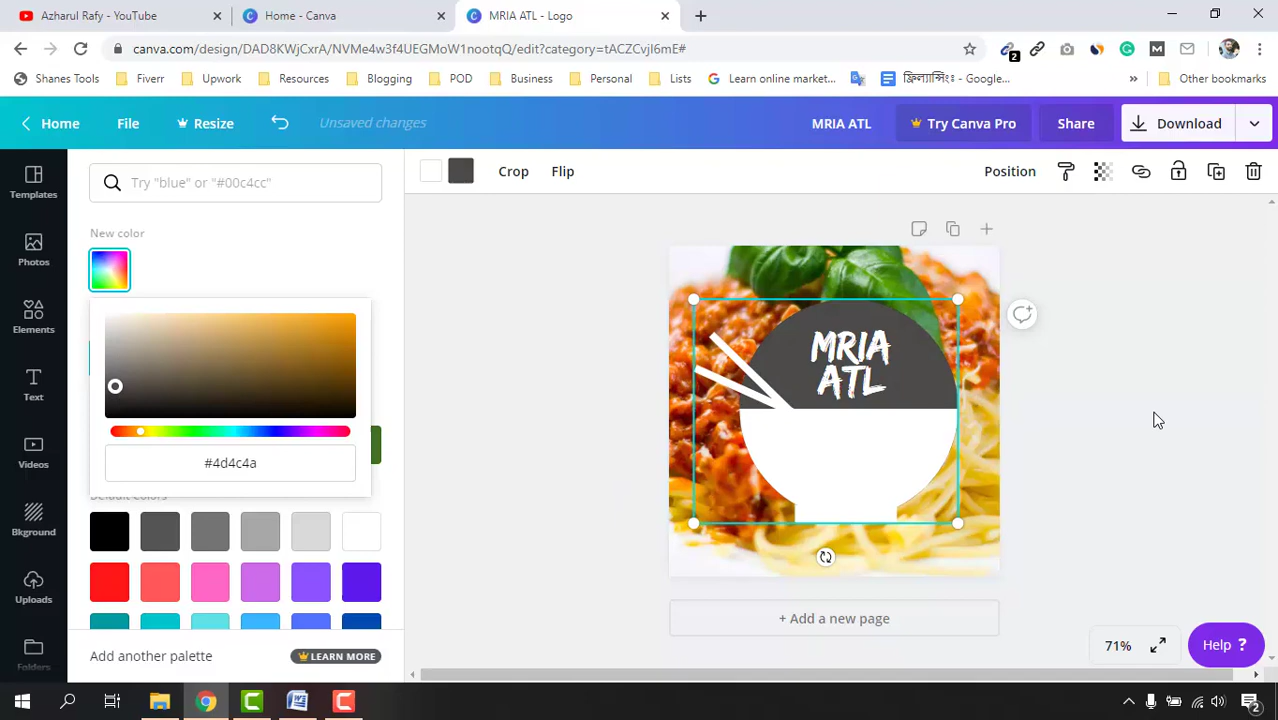 Azharul Rafy - YouTube
Home - Canva
MRIA ATL - Logo
canva.com/design/DAD8KWjCxrA/NVMe4w3f4UEGMoW1nootqQ/edit?category=tACZCvjI6mE#
2
M
Shanes Tools
Fiverr
Upwork
Resources
Blogging
POD
Business
Personal
Lists
Learn online market...
ফ্রিল্যান্সিং - Google...
Other bookmarks
Home
File
Resize
Unsaved changes
MRIA ATL
Try Canva Pro
Share
Download
Templates
Photos
Elements
Text
Videos
Bkground
Uploads
Folders
Try "blue" or "#00c4cc"
New color
#4d4c4a
Default Colors
Add another palette
LEARN MORE
Crop
Flip
Position
MRIA
ATL
+ Add a new page
71%
Help ?
2